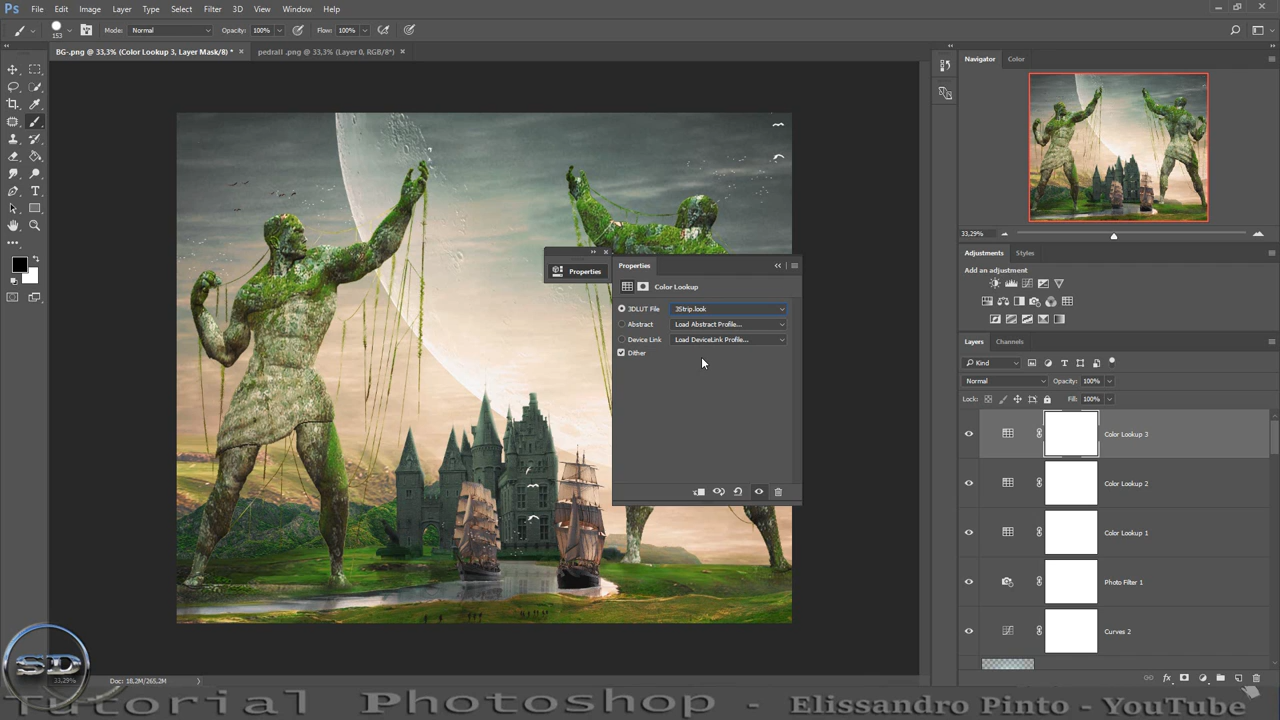 Ps File Edit Image Layer Type Select Filter 3D View Window Help
153 Mode: Normal Opacity: 100% Flow: 100%
BG-.png @ 33,3% (Color Lookup 3, Layer Mask/8) * × pedra11 .png @ 33,3% (Layer 0, RGB/8*) ×
Navigator Color
33,29%
Adjustments Styles
Add an adjustment
Properties
Properties
Color Lookup
3DLUT File 3Strip.look
Abstract Load Abstract Profile...
Device Link Load DeviceLink Profile...
Dither
Layers Channels
Kind
Normal Opacity: 100%
Lock: Fill: 100%
Color Lookup 3
Color Lookup 2
Color Lookup 1
Photo Filter 1
Curves 2
SD
33,29% Doc: 18,2M/265,2M
Tutorial Photoshop - Elissandro Pinto - YouTube